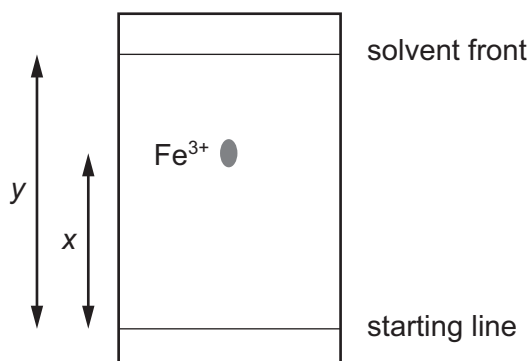 solvent front
Fe³⁺
y
x
starting line